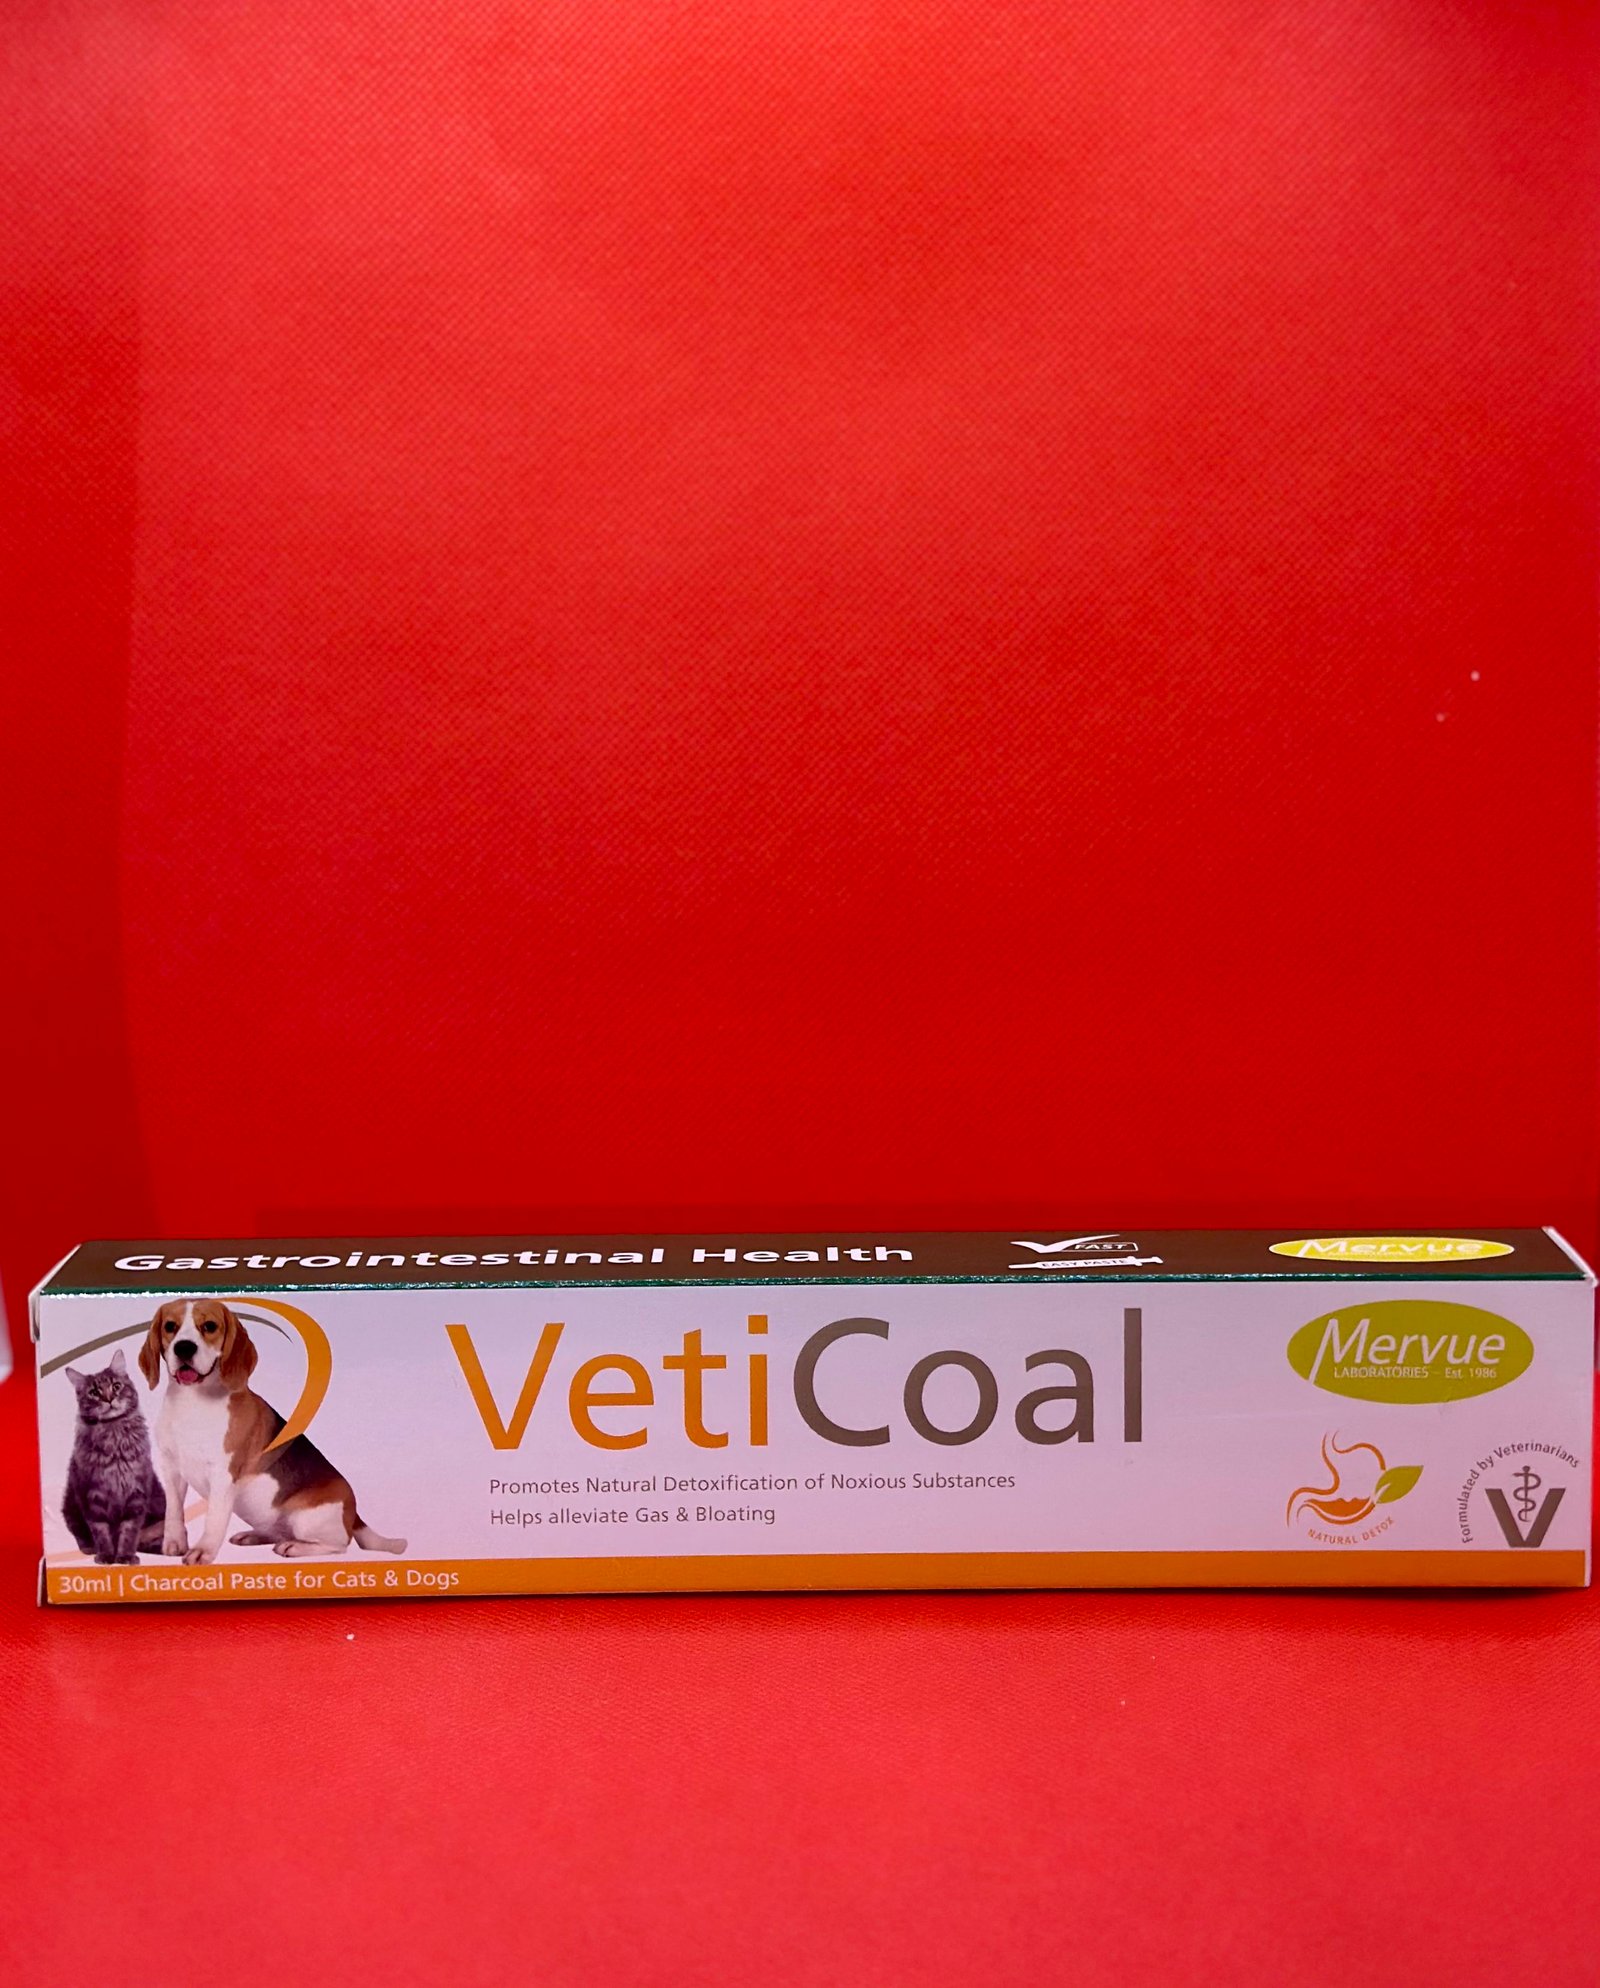 Gastrointestinal Health
FAST
EASY PASTE
Mervue
VetiCoal
Promotes Natural Detoxification of Noxious Substances
Helps alleviate Gas & Bloating
Mervue
LABORATORIES - Est. 1986
NATURAL DETOX
Formulated by Veterinarians
V
30ml | Charcoal Paste for Cats & Dogs